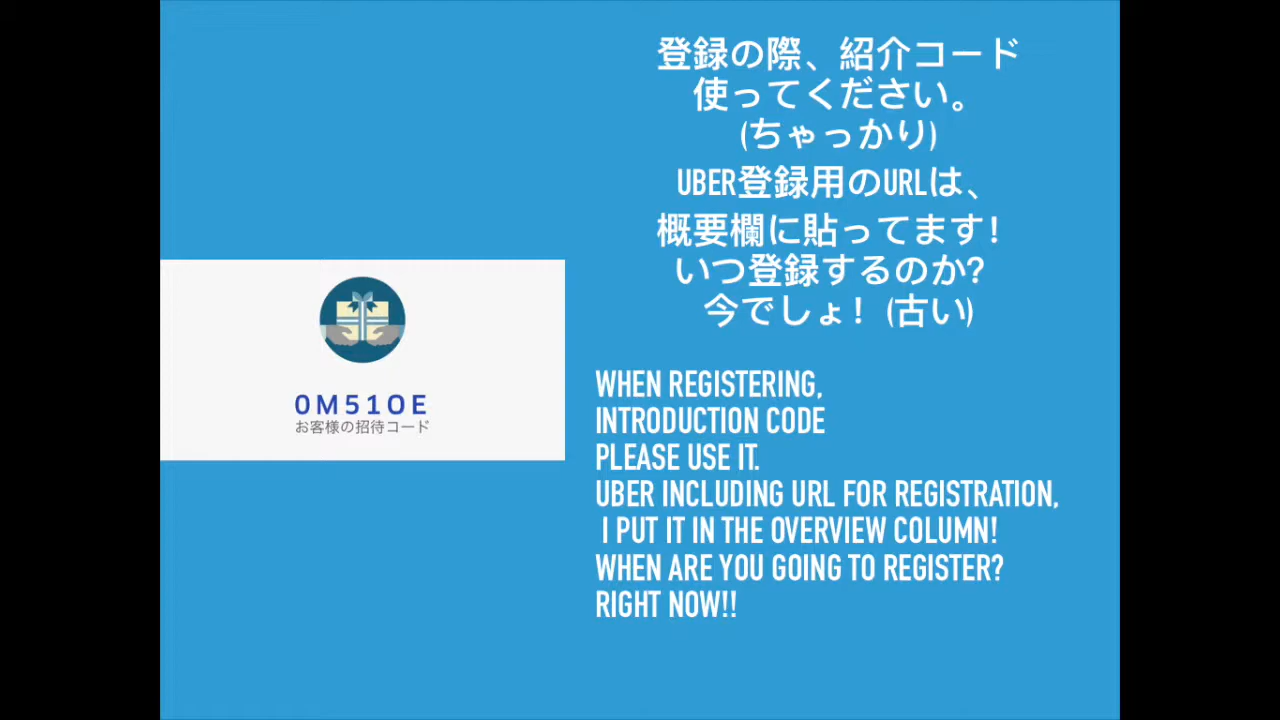 登録の際、紹介コード
使ってください。
(ちゃっかり)
UBER登録用のURLは、
概要欄に貼ってます!
いつ登録するのか?
今でしょ! (古い)
0M51OE
お客様の招待コード
WHEN REGISTERING,
INTRODUCTION CODE
PLEASE USE IT.
UBER INCLUDING URL FOR REGISTRATION,
I PUT IT IN THE OVERVIEW COLUMN!
WHEN ARE YOU GOING TO REGISTER?
RIGHT NOW!!